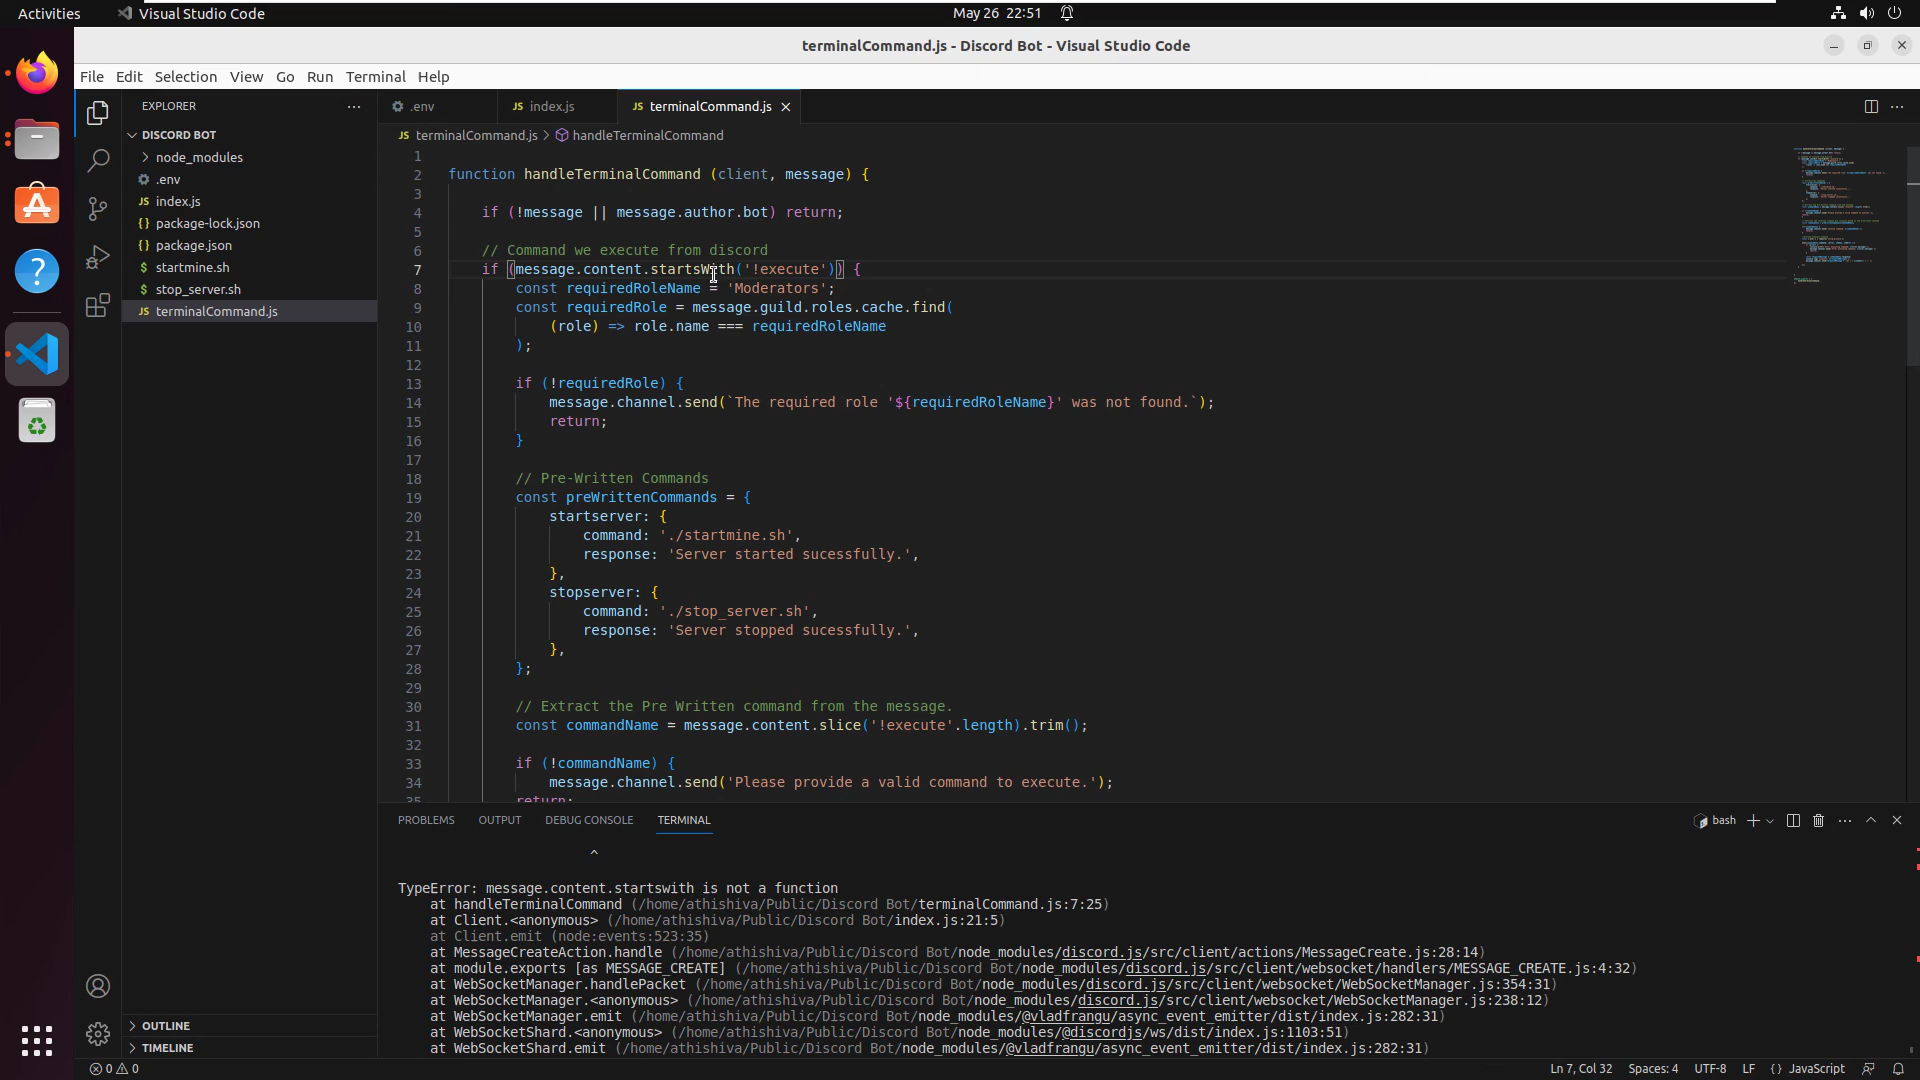 Activities
Visual Studio Code
May 26 22:51
terminalCommand.js - Discord Bot - Visual Studio Code
File Edit Selection View Go Run Terminal Help
EXPLORER
DISCORD BOT
node_modules
.env
index.js
package-lock.json
package.json
startmine.sh
stop_server.sh
terminalCommand.js
OUTLINE
TIMELINE
.env
JS index.js
JS terminalCommand.js
JS terminalCommand.js > handleTerminalCommand
1
2 function handleTerminalCommand (client, message) {
3
4 if (!message || message.author.bot) return;
5
6 // Command we execute from discord
7 if (message.content.startsWith('!execute')) {
8 const requiredRoleName = 'Moderators';
9 const requiredRole = message.guild.roles.cache.find(
10 (role) => role.name === requiredRoleName
11 );
12
13 if (!requiredRole) {
14 message.channel.send(`The required role '${requiredRoleName}' was not found.`);
15 return;
16 }
17
18 // Pre-Written Commands
19 const preWrittenCommands = {
20 startserver: {
21 command: './startmine.sh',
22 response: 'Server started sucessfully.',
23 },
24 stopserver: {
25 command: './stop_server.sh',
26 response: 'Server stopped sucessfully.',
27 },
28 };
29
30 // Extract the Pre Written command from the message.
31 const commandName = message.content.slice('!execute'.length).trim();
32
33 if (!commandName) {
34 message.channel.send('Please provide a valid command to execute.');
35 return;
PROBLEMS OUTPUT DEBUG CONSOLE TERMINAL
bash
^
TypeError: message.content.startswith is not a function
at handleTerminalCommand (/home/athishiva/Public/Discord Bot/terminalCommand.js:7:25)
at Client.<anonymous> (/home/athishiva/Public/Discord Bot/index.js:21:5)
at Client.emit (node:events:523:35)
at MessageCreateAction.handle (/home/athishiva/Public/Discord Bot/node_modules/discord.js/src/client/actions/MessageCreate.js:28:14)
at module.exports [as MESSAGE_CREATE] (/home/athishiva/Public/Discord Bot/node_modules/discord.js/src/client/websocket/handlers/MESSAGE_CREATE.js:4:32)
at WebSocketManager.handlePacket (/home/athishiva/Public/Discord Bot/node_modules/discord.js/src/client/websocket/WebSocketManager.js:354:31)
at WebSocketManager.<anonymous> (/home/athishiva/Public/Discord Bot/node_modules/discord.js/src/client/websocket/WebSocketManager.js:238:12)
at WebSocketManager.emit (/home/athishiva/Public/Discord Bot/node_modules/@vladfrangu/async_event_emitter/dist/index.js:282:31)
at WebSocketShard.<anonymous> (/home/athishiva/Public/Discord Bot/node_modules/@discordjs/ws/dist/index.js:1103:51)
at WebSocketShard.emit (/home/athishiva/Public/Discord Bot/node_modules/@vladfrangu/async_event_emitter/dist/index.js:282:31)
0 0
Ln 7, Col 32 Spaces: 4 UTF-8 LF {} JavaScript